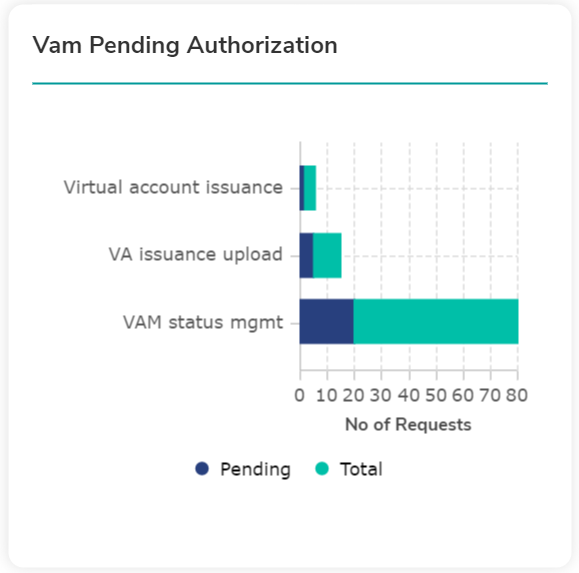 Vam Pending Authorization
Virtual account issuance
VA issuance upload
VAM status mgmt
0 10 20 30 40 50 60 70 80
No of Requests
Pending Total